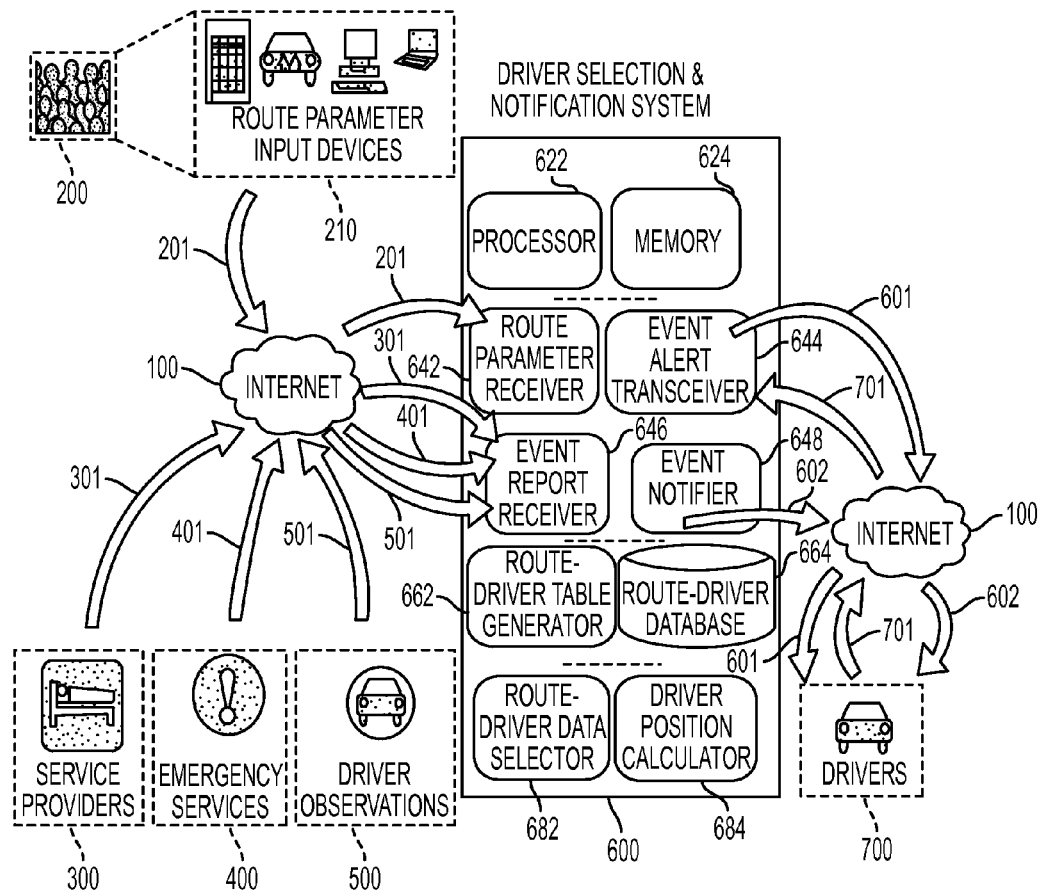 DRIVER SELECTION &
NOTIFICATION SYSTEM
ROUTE PARAMETER
INPUT DEVICES
200
210
201
201
622
624
PROCESSOR
MEMORY
601
100
INTERNET
301
642
ROUTE
PARAMETER
RECEIVER
EVENT
ALERT
TRANSCEIVER
644
701
401
646
648
301
401
501
501
EVENT
REPORT
RECEIVER
EVENT
NOTIFIER
602
INTERNET
100
662
ROUTE-
DRIVER TABLE
GENERATOR
ROUTE-DRIVER
DATABASE
664
601
701
602
SERVICE
PROVIDERS
EMERGENCY
SERVICES
DRIVER
OBSERVATIONS
ROUTE-
DRIVER DATA
SELECTOR
DRIVER
POSITION
CALCULATOR
DRIVERS
300
400
500
682
600
684
700